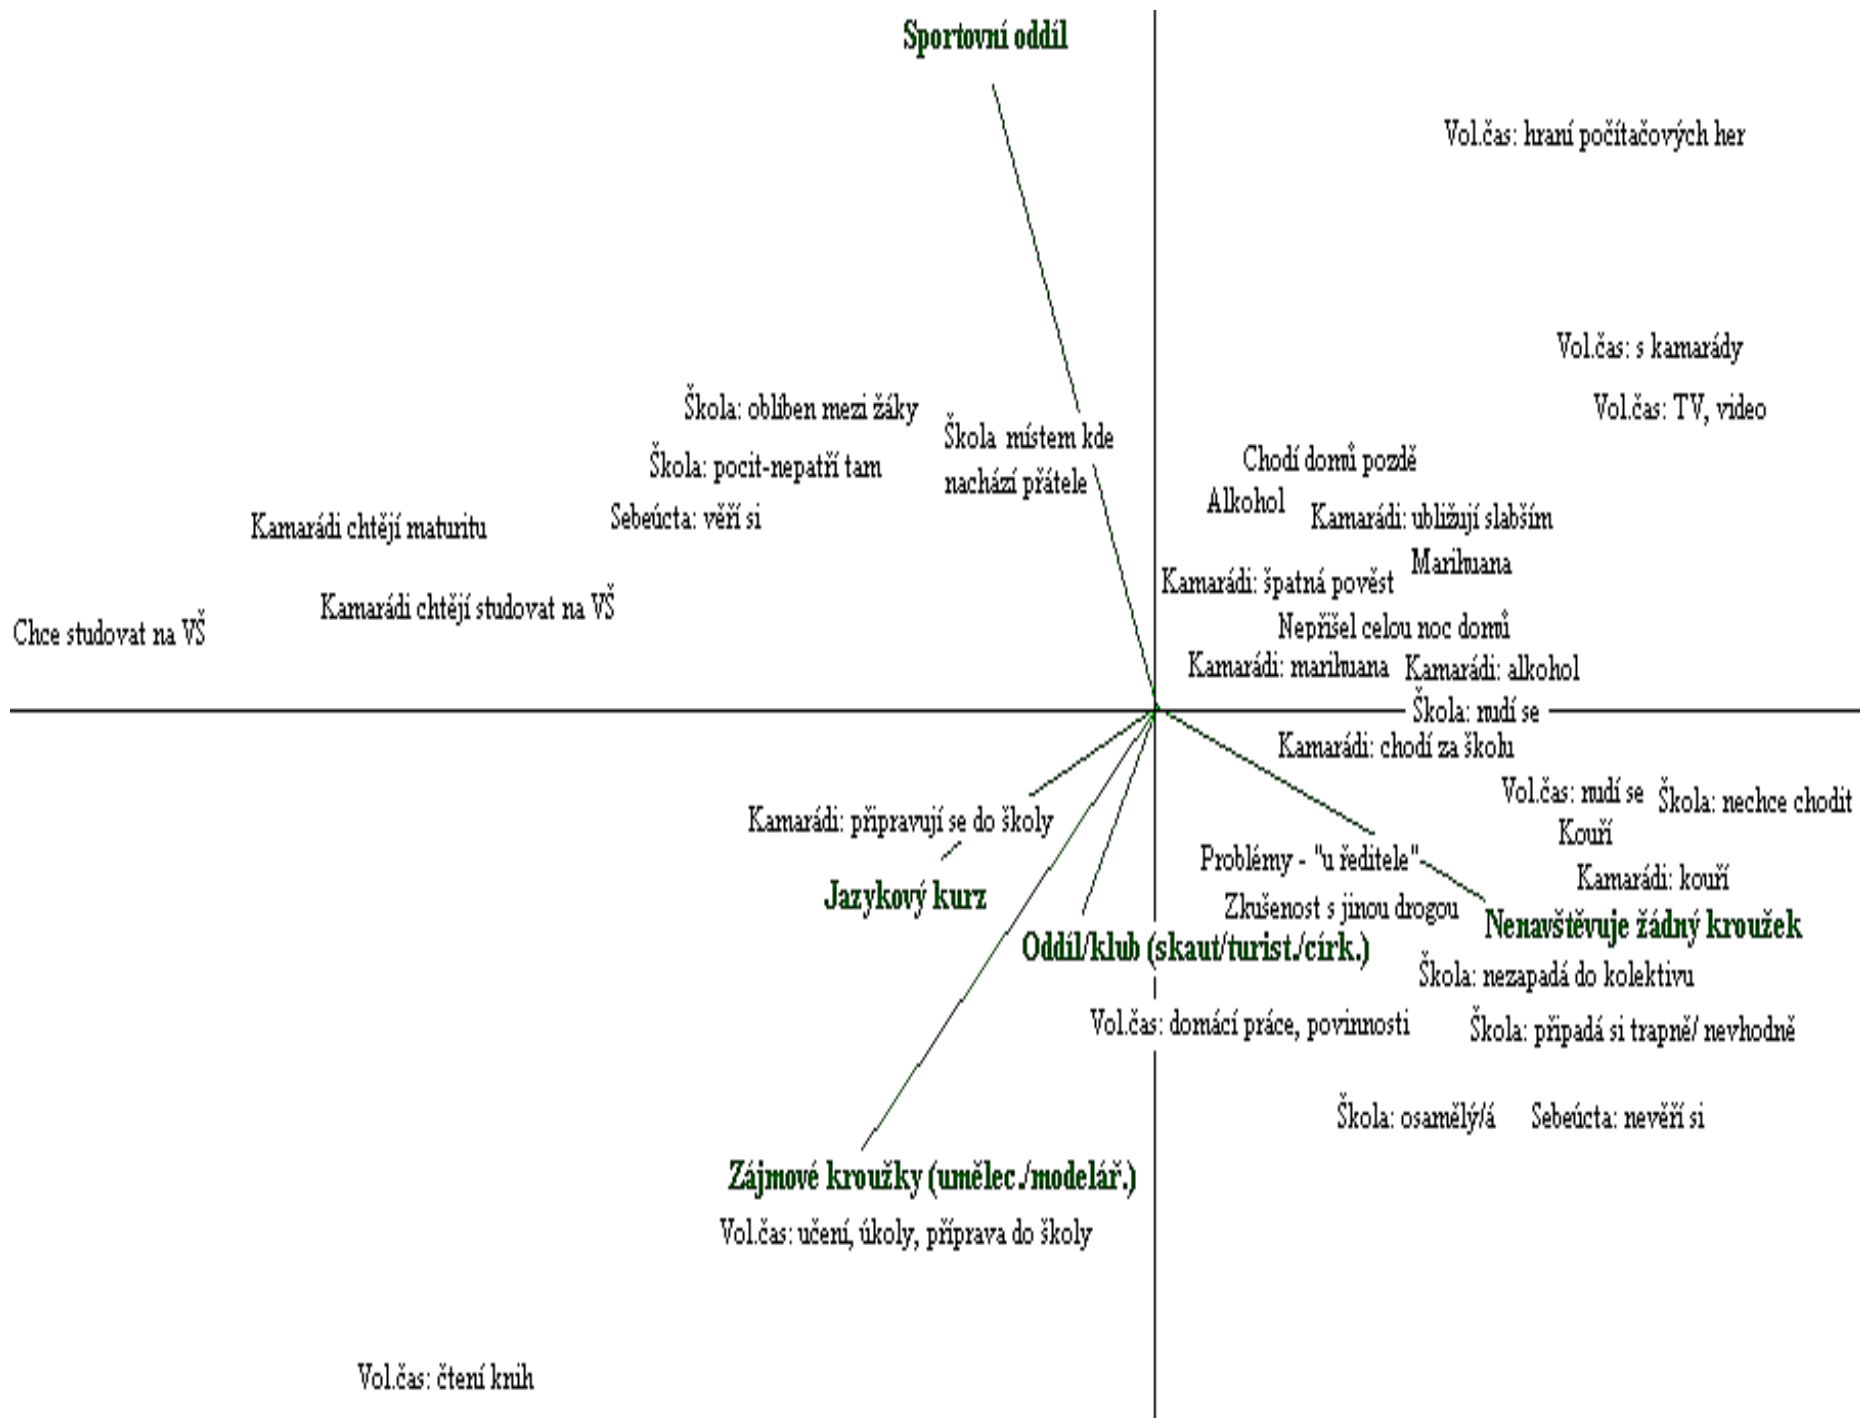 Sportovní oddíl
Vol.čas: hraní počítačových her
Vol.čas: s kamarády
Vol.čas: TV, video
Škola: oblíben mezi žáky
Škola místem kde
nachází přátele
Škola: pocit-nepatří tam
Chodí domů pozdě
Alkohol
Sebeúcta: věří si
Kamarádi: ubližují slabším
Kamarádi chtějí maturitu
Marihuana
Kamarádi: špatná pověst
Kamarádi chtějí studovat na VŠ
Nepřišel celou noc domů
Chce studovat na VŠ
Kamarádi: marihuana
Kamarádi: alkohol
Škola: nudí se
Kamarádi: chodí za školu
Vol.čas: nudí se
Škola: nechce chodit
Kamarádi: připravují se do školy
Kouří
Problémy - "u ředitele"
Kamarádi: kouří
Jazykový kurz
Zkušenost s jinou drogou
Nenavštěvuje žádný kroužek
Oddíl/klub (skaut/turist./círk.)
Škola: nezapadá do kolektivu
Vol.čas: domácí práce, povinnosti
Škola: připadá si trapně/ nevhodně
Škola: osamělý/á
Sebeúcta: nevěří si
Zájmové kroužky (umělec./modelář.)
Vol.čas: učení, úkoly, příprava do školy
Vol.čas: čtení knih